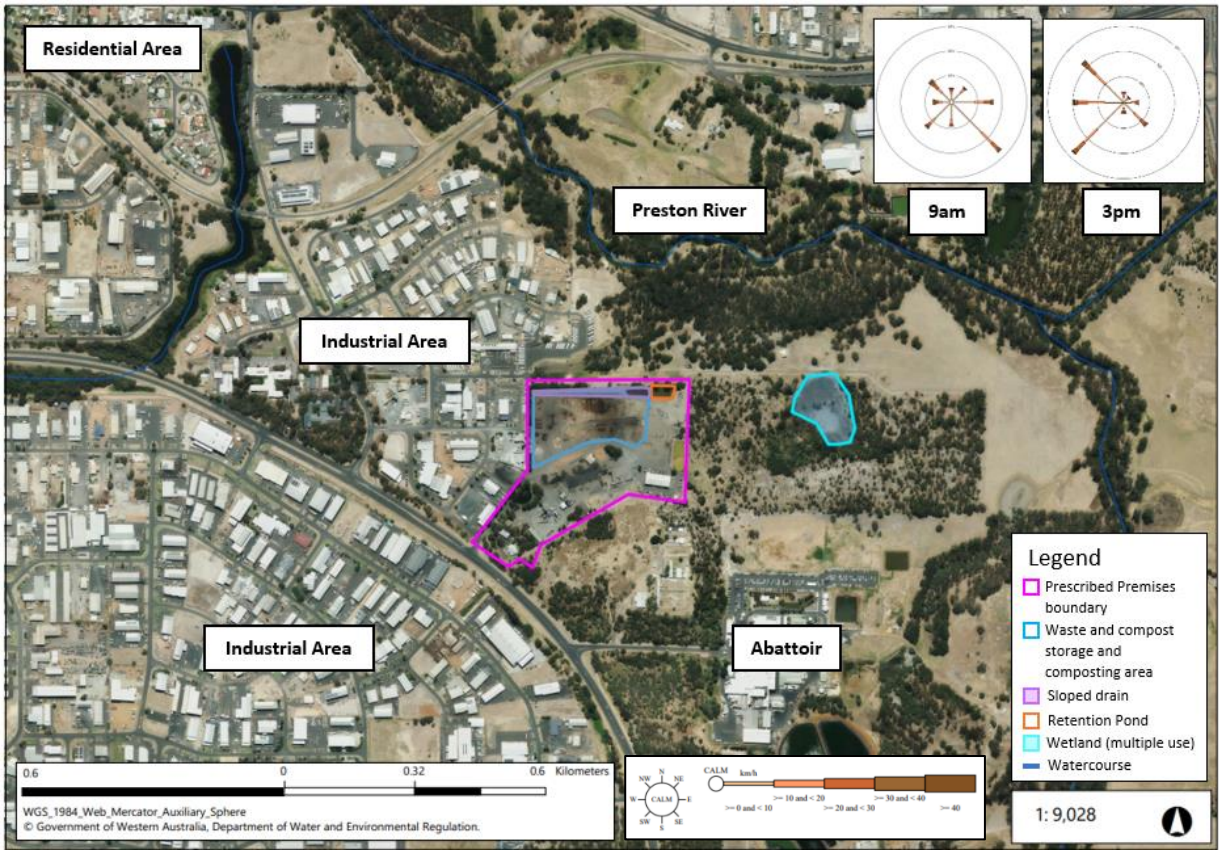 Residential Area
9am
3pm
Preston River
Industrial Area
Industrial Area
Abattoir
Legend
Prescribed Premises
boundary
Waste and compost
storage and
composting area
Sloped drain
Retention Pond
Wetland (multiple use)
Watercourse
0.6
0
0.32
0.6 Kilometers
WGS_1984_Web_Mercator_Auxiliary_Sphere
© Government of Western Australia, Department of Water and Environmental Regulation.
N
NW
NE
W
CALM
E
SW
SE
S
CALM
km/h
>= 10 and < 20
>= 30 and < 40
>= 0 and < 10
>= 20 and < 30
>= 40
1: 9,028